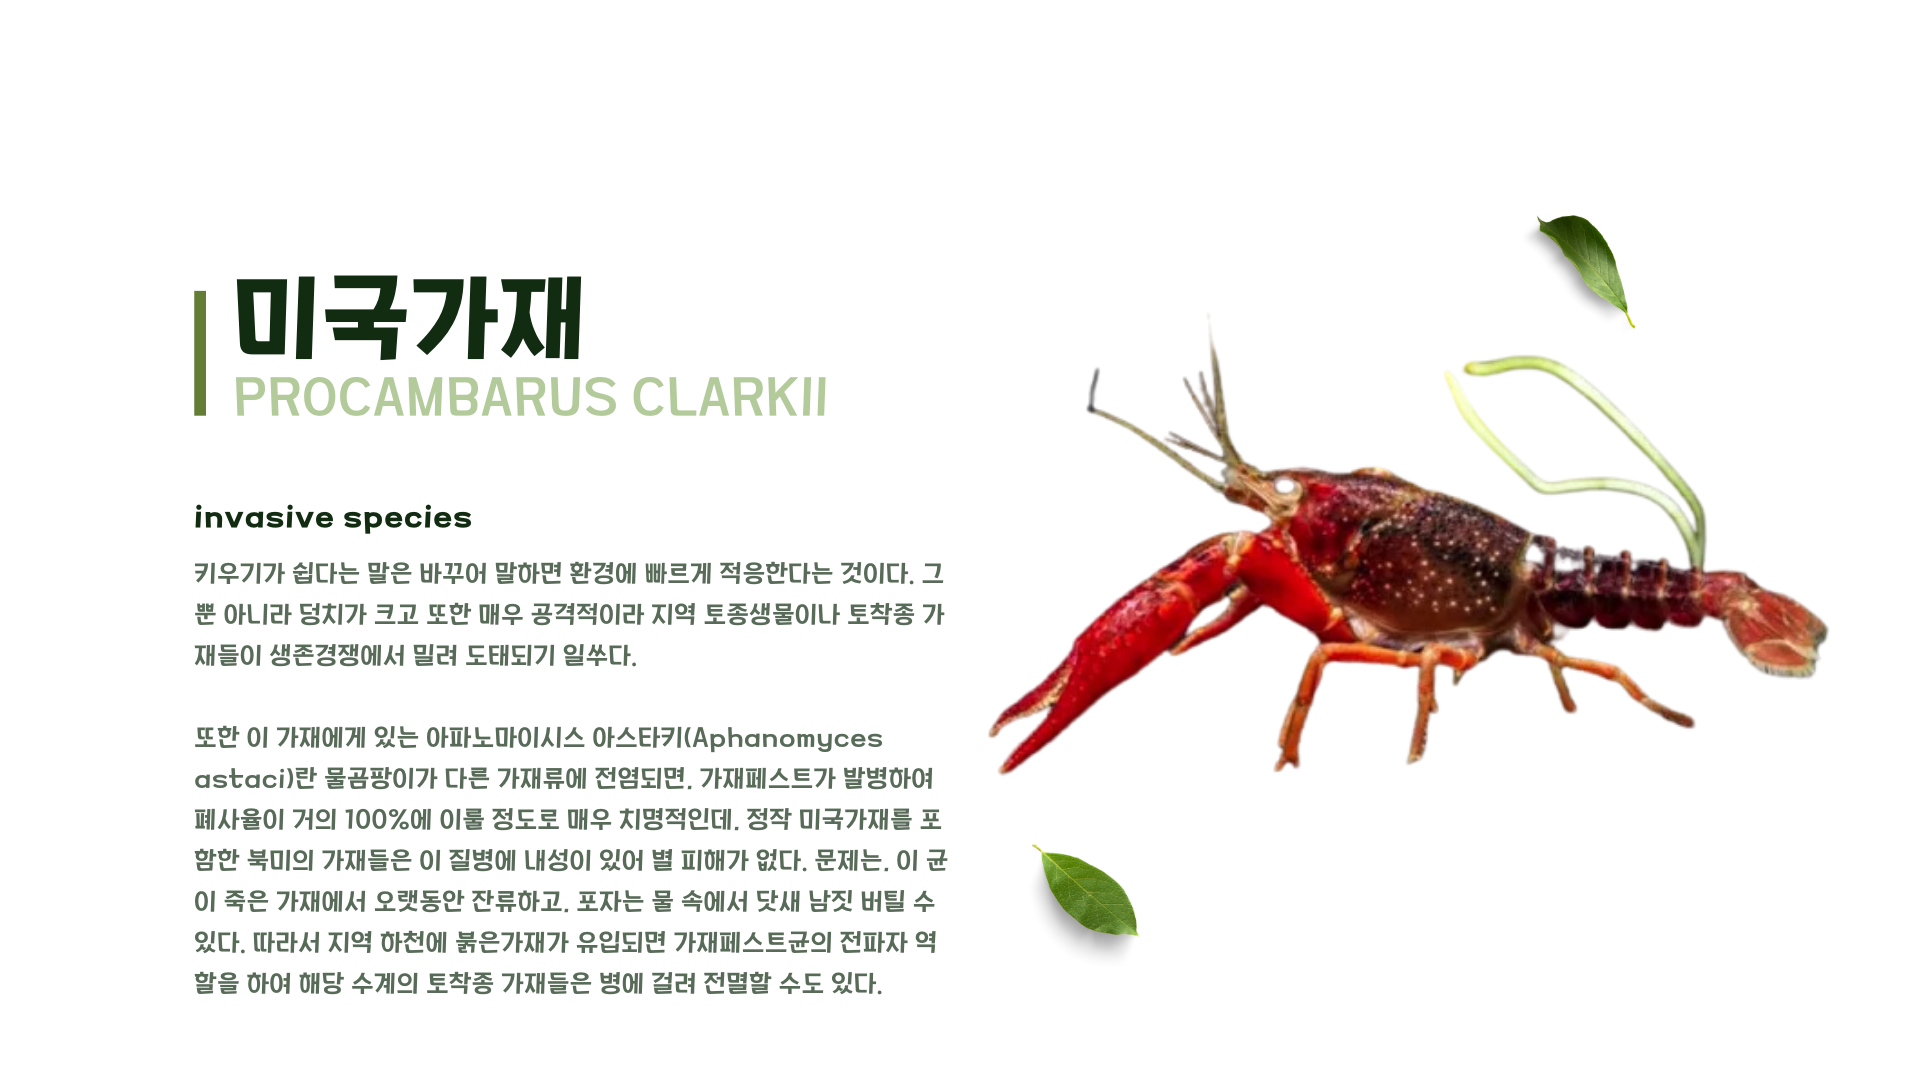 미국가재
PROCAMBARUS CLARKII
invasive species
키우기가 쉽다는 말은 바꾸어 말하면 환경에 빠르게 적응한다는 것이다. 그
뿐 아니라 덩치가 크고 또한 매우 공격적이라 지역 토종생물이나 토착종 가
재들이 생존경쟁에서 밀려 도태되기 일쑤다.
또한 이 가재에게 있는 아파노마이시스 아스타키(Aphanomyces
astaci)란 물곰팡이가 다른 가재류에 전염되면, 가재페스트가 발병하여
폐사율이 거의 100%에 이룰 정도로 매우 치명적인데, 정작 미국가재를 포
함한 북미의 가재들은 이 질병에 내성이 있어 별 피해가 없다. 문제는, 이 균
이 죽은 가재에서 오랫동안 잔류하고, 포자는 물 속에서 닷새 남짓 버틸 수
있다. 따라서 지역 하천에 붉은가재가 유입되면 가재페스트균의 전파자 역
할을 하여 해당 수계의 토착종 가재들은 병에 걸려 전멸할 수도 있다.